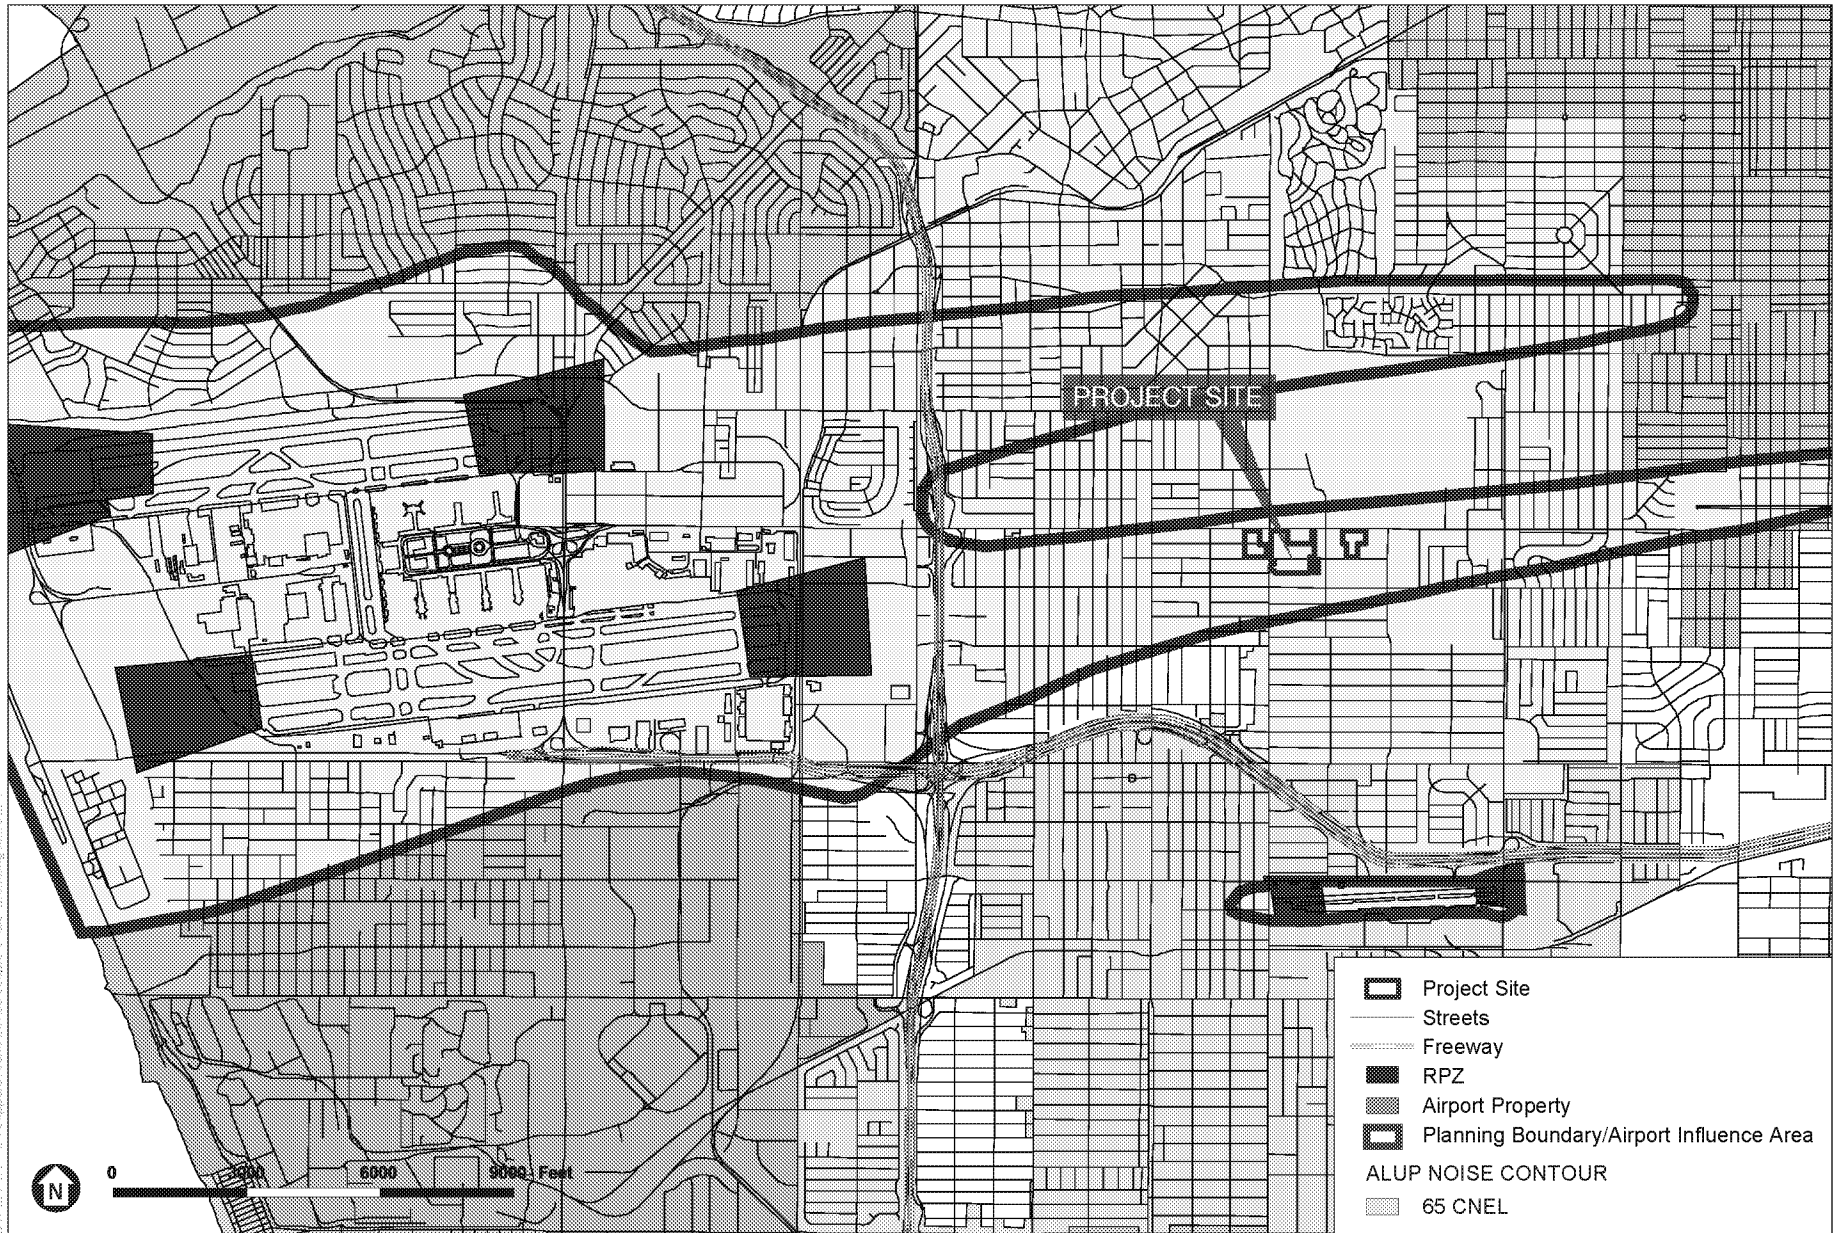 PROJECT SITE
Project Site
Streets
Freeway
RPZ
Airport Property
Planning Boundary/Airport Influence Area
ALUP NOISE CONTOUR
65 CNEL
N
0 3000 6000 9000 Feet